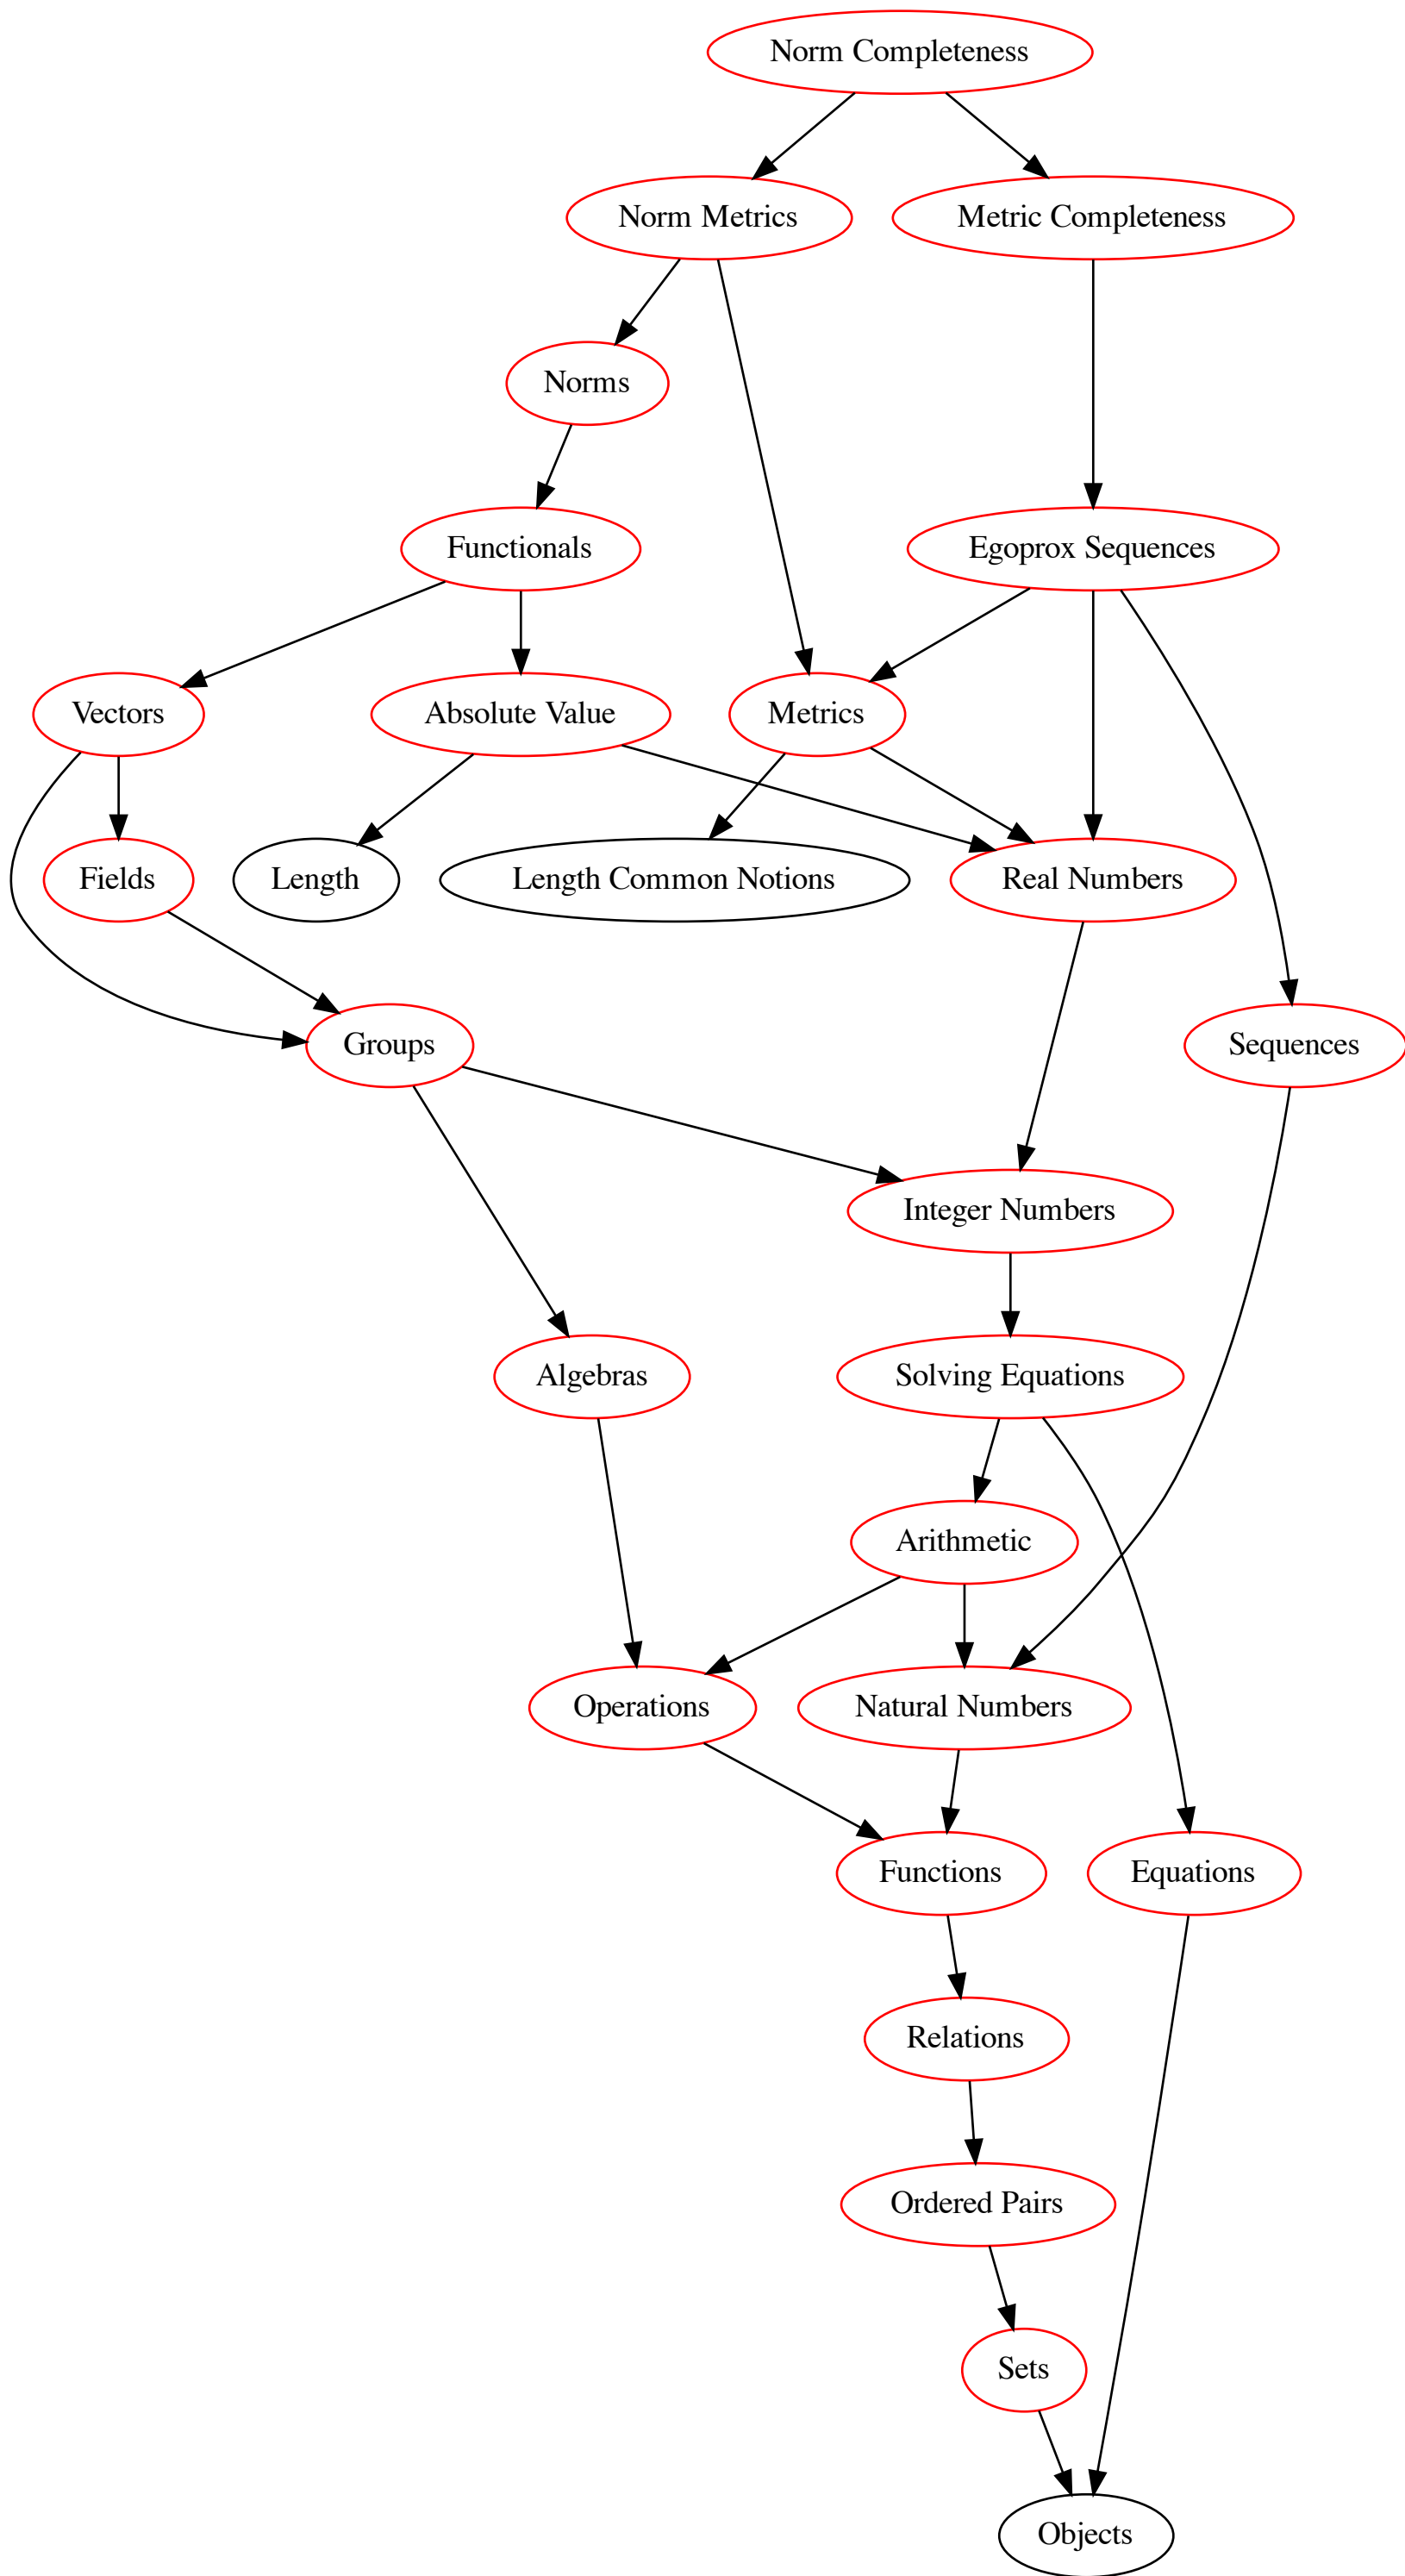 Norm Completeness
Norm Metrics
Metric Completeness
Norms
Functionals
Egoprox Sequences
Vectors
Absolute Value
Metrics
Fields
Length
Length Common Notions
Real Numbers
Groups
Sequences
Integer Numbers
Algebras
Solving Equations
Arithmetic
Operations
Natural Numbers
Functions
Equations
Relations
Ordered Pairs
Sets
Objects